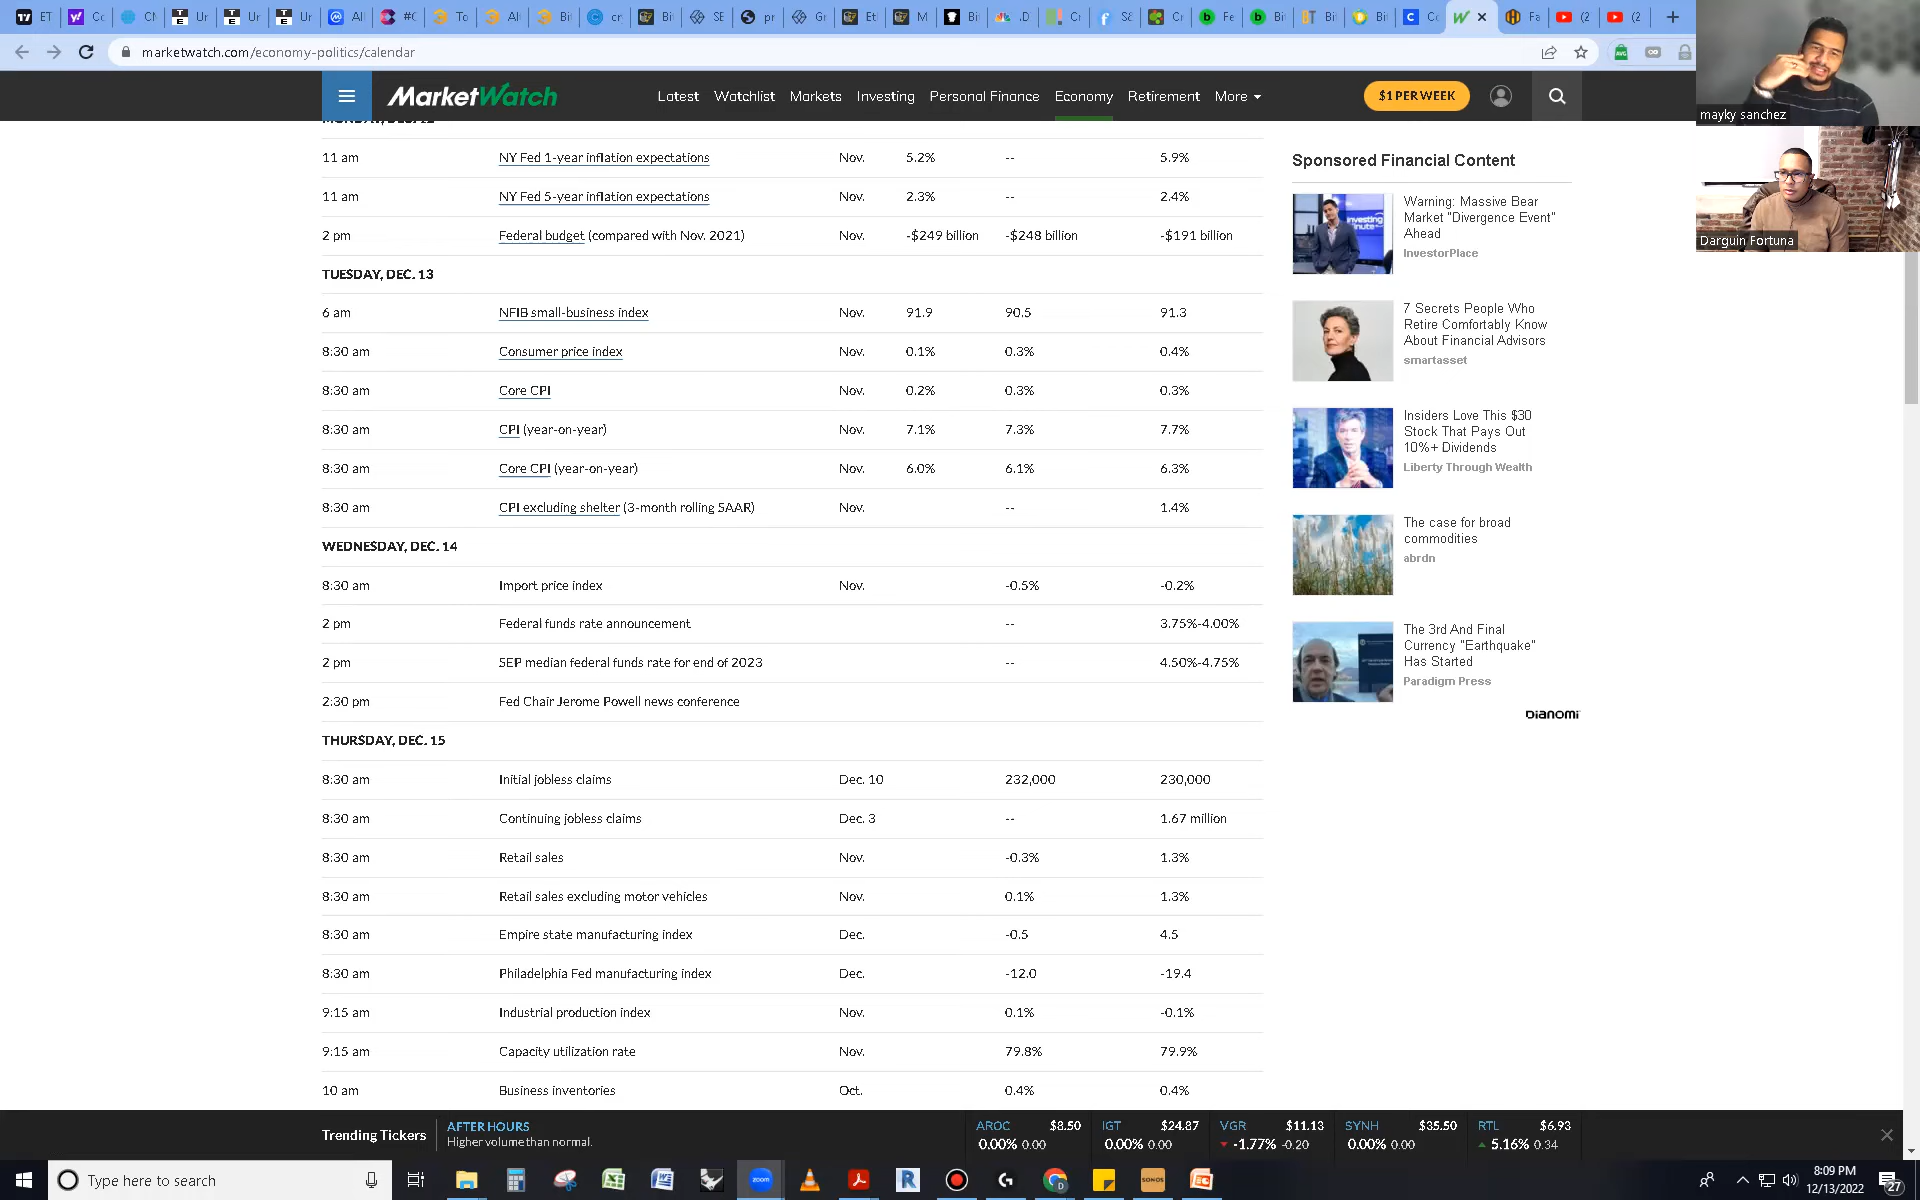 ET
Ur
Ur
Ur
#C
To
SE
pr
Gr
Et
M
.D
S&
Fe
Fa
(2
(2
marketwatch.com/economy-politics/calendar
MarketWatch
Latest Watchlist Markets Investing Personal Finance Economy Retirement More
$1 PER WEEK
11 am NY Fed 1-year inflation expectations Nov. 5.2% -- 5.9%
11 am NY Fed 5-year inflation expectations Nov. 2.3% -- 2.4%
2 pm Federal budget (compared with Nov. 2021) Nov. -$249 billion -$248 billion -$191 billion
TUESDAY, DEC. 13
6 am NFIB small-business index Nov. 91.9 90.5 91.3
8:30 am Consumer price index Nov. 0.1% 0.3% 0.4%
8:30 am Core CPI Nov. 0.2% 0.3% 0.3%
8:30 am CPI (year-on-year) Nov. 7.1% 7.3% 7.7%
8:30 am Core CPI (year-on-year) Nov. 6.0% 6.1% 6.3%
8:30 am CPI excluding shelter (3-month rolling SAAR) Nov. -- 1.4%
WEDNESDAY, DEC. 14
8:30 am Import price index Nov. -0.5% -0.2%
2 pm Federal funds rate announcement -- 3.75%-4.00%
2 pm SEP median federal funds rate for end of 2023 -- 4.50%-4.75%
2:30 pm Fed Chair Jerome Powell news conference
THURSDAY, DEC. 15
8:30 am Initial jobless claims Dec. 10 232,000 230,000
8:30 am Continuing jobless claims Dec. 3 -- 1.67 million
8:30 am Retail sales Nov. -0.3% 1.3%
8:30 am Retail sales excluding motor vehicles Nov. 0.1% 1.3%
8:30 am Empire state manufacturing index Dec. -0.5 4.5
8:30 am Philadelphia Fed manufacturing index Dec. -12.0 -19.4
9:15 am Industrial production index Nov. 0.1% -0.1%
9:15 am Capacity utilization rate Nov. 79.8% 79.9%
10 am Business inventories Oct. 0.4% 0.4%
Sponsored Financial Content
Warning: Massive Bear
Market "Divergence Event"
Ahead
InvestorPlace
7 Secrets People Who
Retire Comfortably Know
About Financial Advisors
smartasset
Insiders Love This $30
Stock That Pays Out
10%+ Dividends
Liberty Through Wealth
The case for broad
commodities
abrdn
The 3rd And Final
Currency "Earthquake"
Has Started
Paradigm Press
DIANOMI
mayky sanchez
Darguin Fortuna
Trending Tickers
AFTER HOURS
Higher volume than normal.
AROC $8.50
0.00% 0.00
IGT $24.87
0.00% 0.00
VGR $11.13
-1.77% -0.20
SYNH $35.50
0.00% 0.00
RTL $6.93
5.16% 0.34
Type here to search
zoom
SONOS
8:09 PM
12/13/2022
27